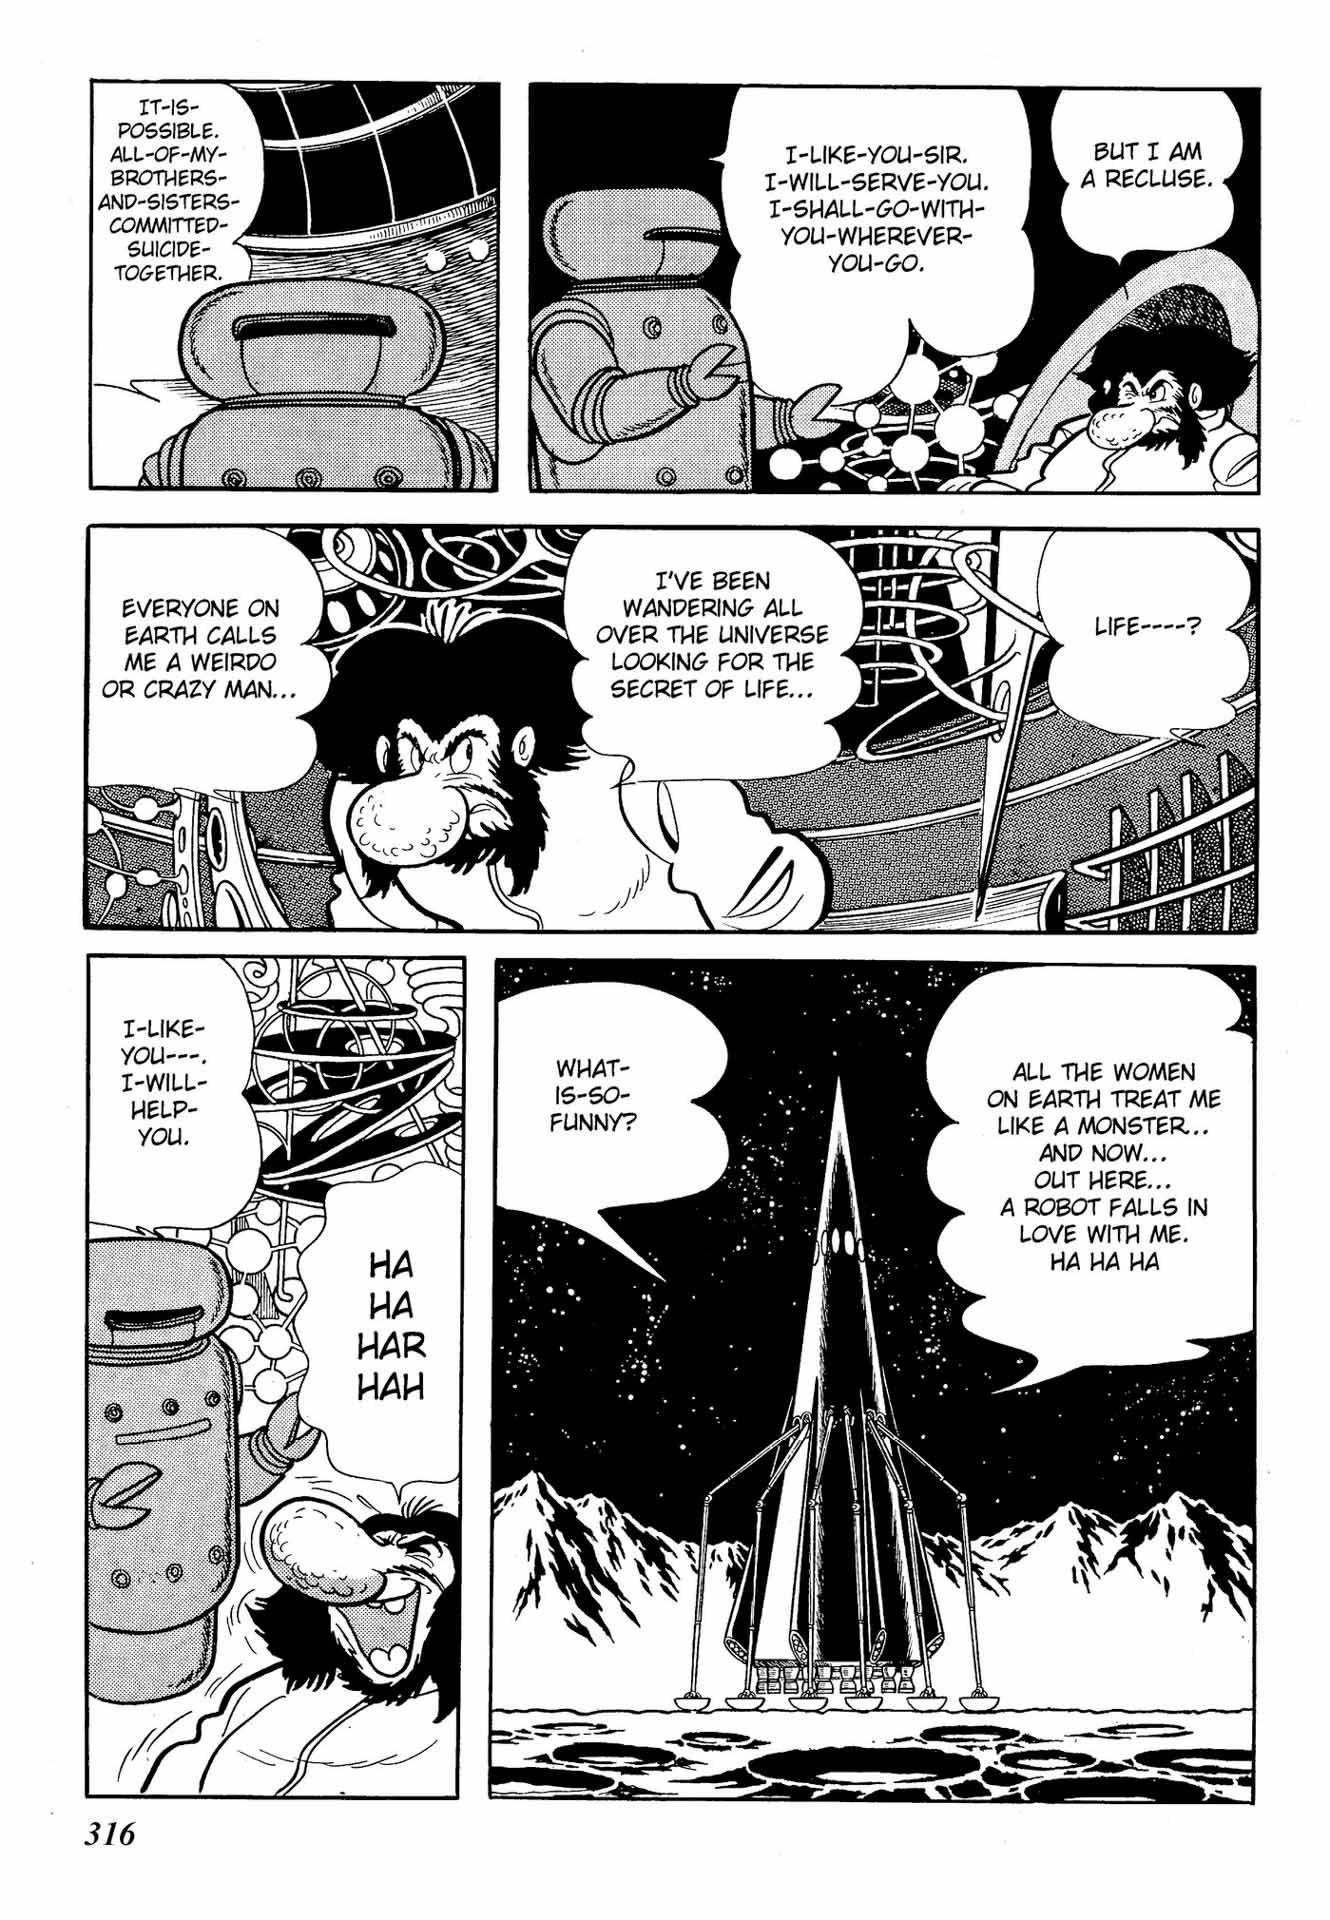 IT-IS-
POSSIBLE.
ALL-OF-MY-
BROTHERS-
AND-SISTERS-
COMMITTED-
SUICIDE-
TOGETHER.
I-LIKE-YOU-SIR.
I-WILL-SERVE-YOU.
I-SHALL-GO-WITH-
YOU-WHEREVER-
YOU-GO.
BUT I AM
A RECLUSE.
EVERYONE ON
EARTH CALLS
ME A WEIRDO
OR CRAZY MAN...
I'VE BEEN
WANDERING ALL
OVER THE UNIVERSE
LOOKING FOR THE
SECRET OF LIFE...
LIFE----?
I-LIKE-
YOU---.
I-WILL-
HELP-
YOU.
HA
HA
HAR
HAH
WHAT-
IS-SO-
FUNNY?
ALL THE WOMEN
ON EARTH TREAT ME
LIKE A MONSTER...
AND NOW...
OUT HERE...
A ROBOT FALLS IN
LOVE WITH ME.
HA HA HA
316